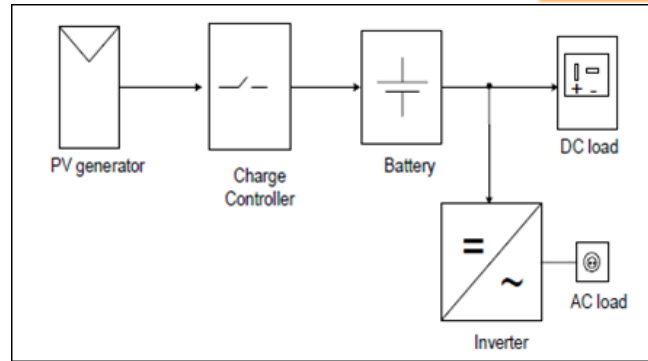 PV generator
Charge
Controller
Battery
+ -
DC load
=
~
Inverter
AC load